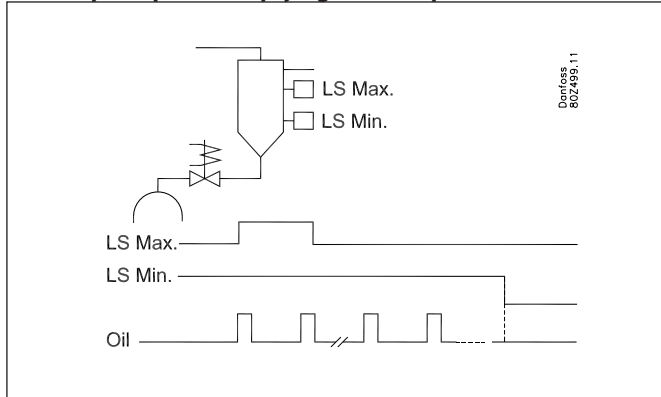 Danfoss
80Z499.11
LS Max.
LS Min.
LS Max.
LS Min.
Oil